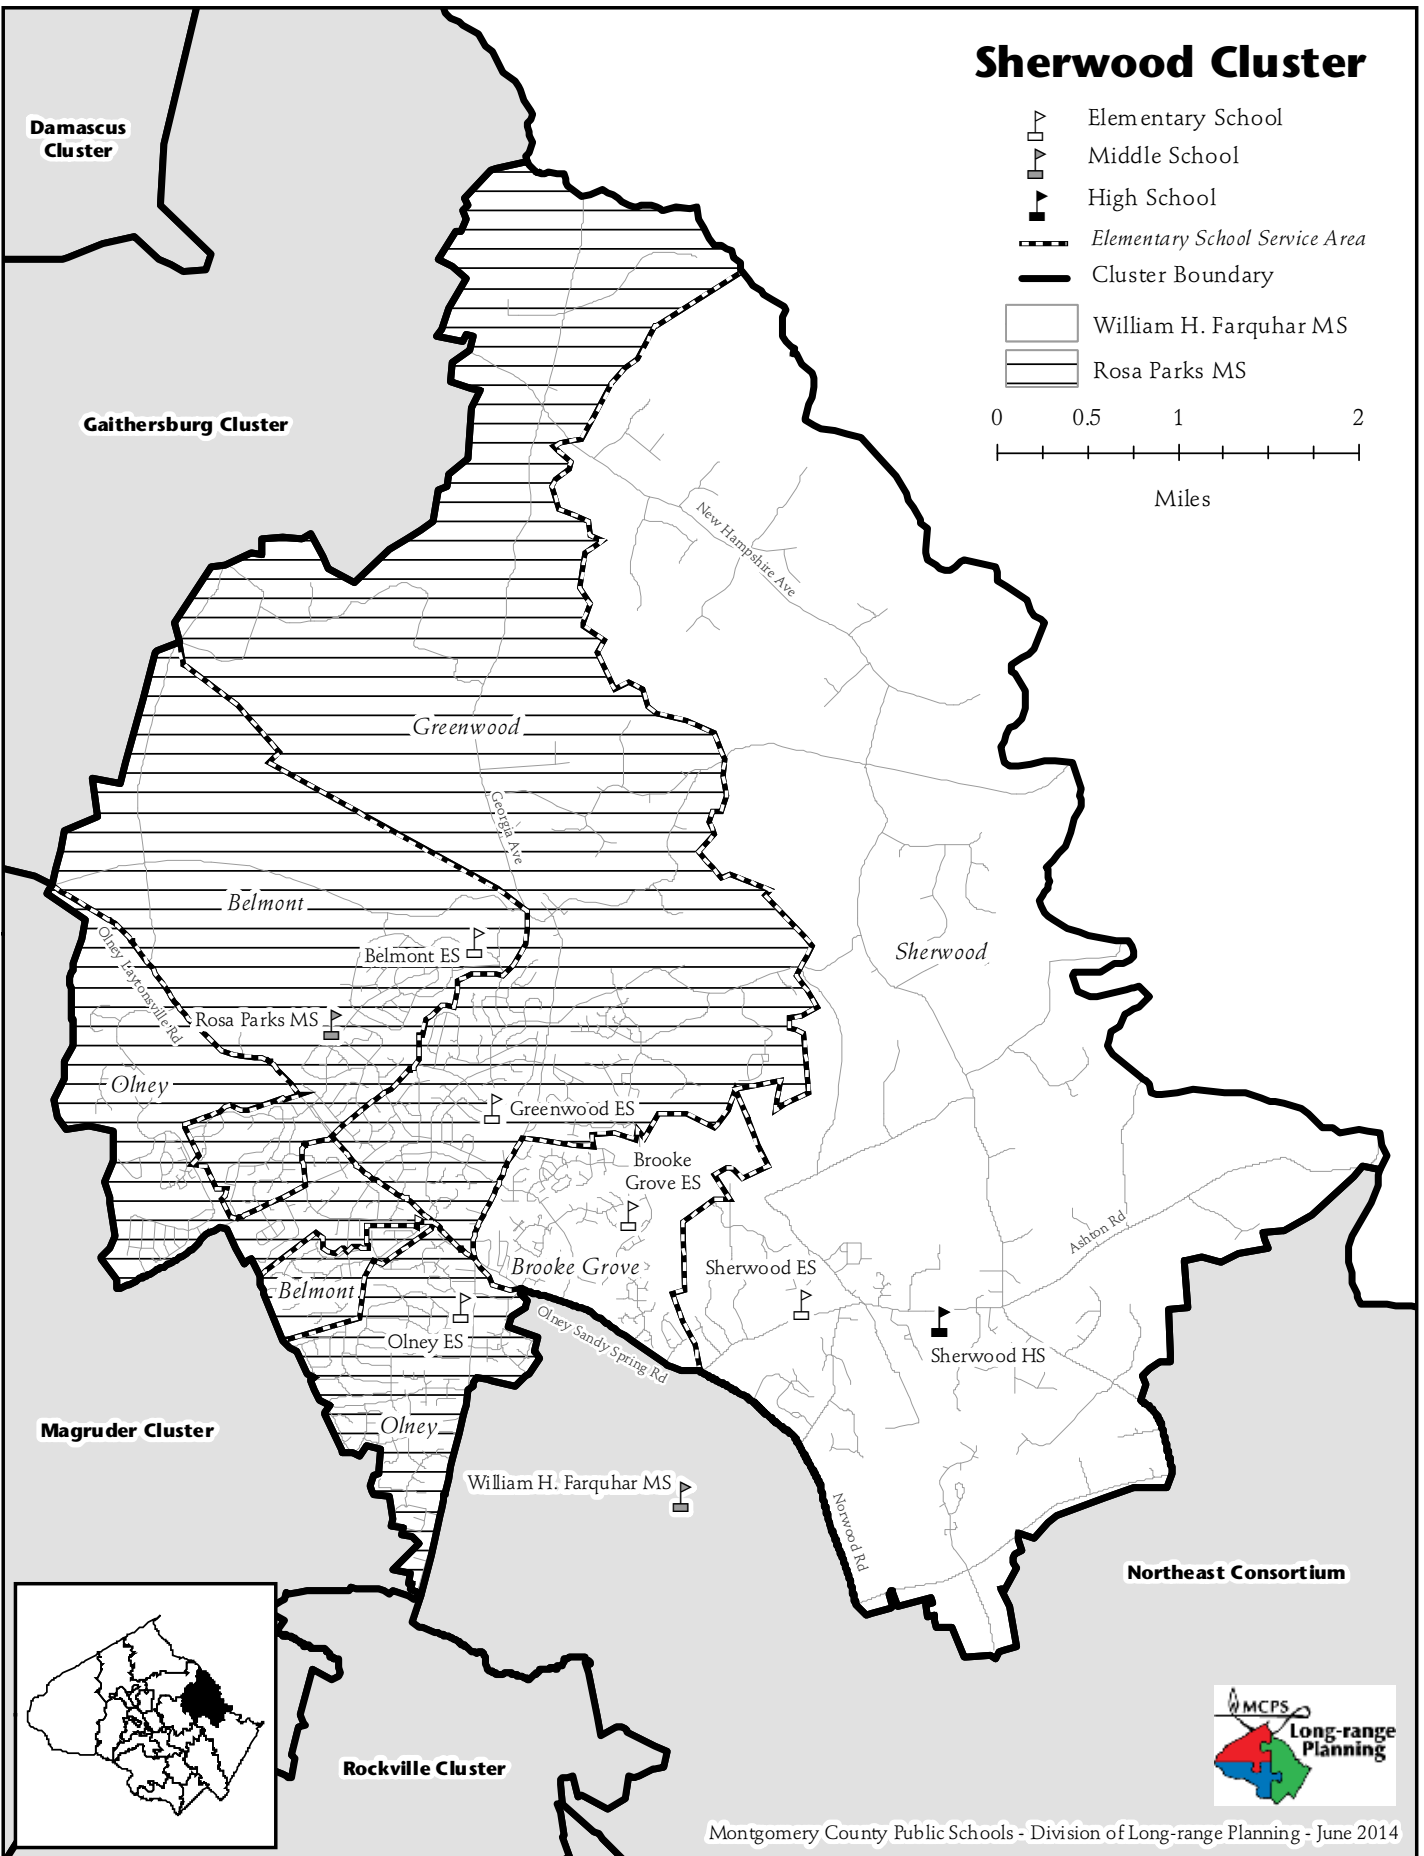 Sherwood Cluster
Elementary School
Middle School
High School
Elementary School Service Area
Cluster Boundary
William H. Farquhar MS
Rosa Parks MS
0 0.5 1 2
Miles
Damascus
Cluster
Gaithersburg Cluster
New Hampshire Ave
Greenwood
Georgia Ave
Belmont
Olney Laytonsville Rd
Belmont ES
Sherwood
Rosa Parks MS
Olney
Greenwood ES
Brooke
Grove ES
Ashton Rd
Brooke Grove
Sherwood ES
Belmont
Olney ES
Olney Sandy Spring Rd
Sherwood HS
Olney
Magruder Cluster
William H. Farquhar MS
Norwood Rd
Northeast Consortium
Rockville Cluster
MCPS
Long-range
Planning
Montgomery County Public Schools - Division of Long-range Planning - June 2014